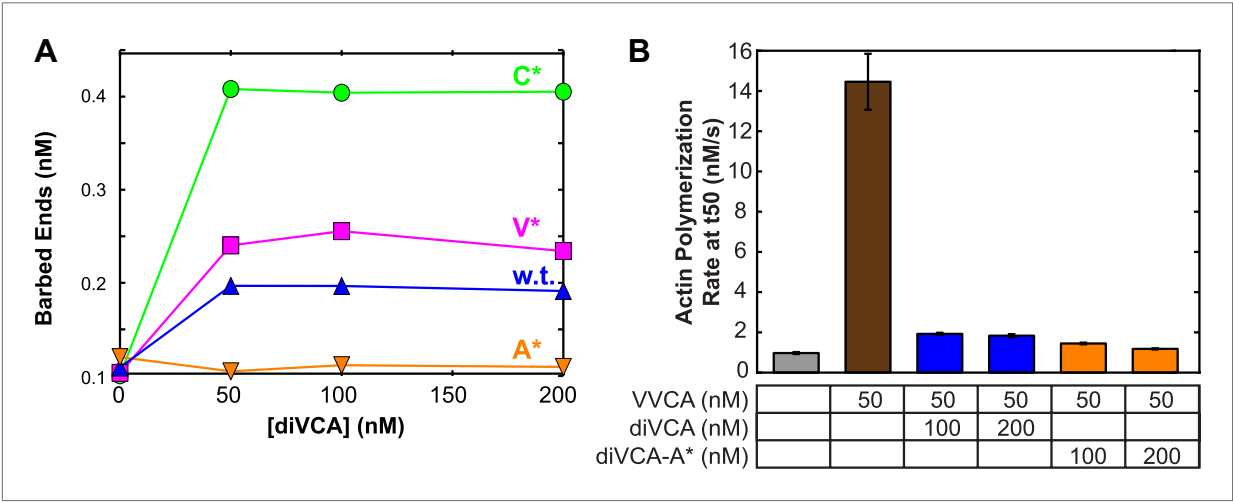 A
Barbed Ends (nM)
0.4
0.3
0.2
0.1
C*
V*
w.t.
A*
0 50 100 150 200
[diVCA] (nM)
B
Actin Polymerization
Rate at t50 (nM/s)
16
14
12
10
8
6
4
2
0
VVCA (nM) 50 50 50 50 50
diVCA (nM) 100 200
diVCA-A* (nM) 100 200